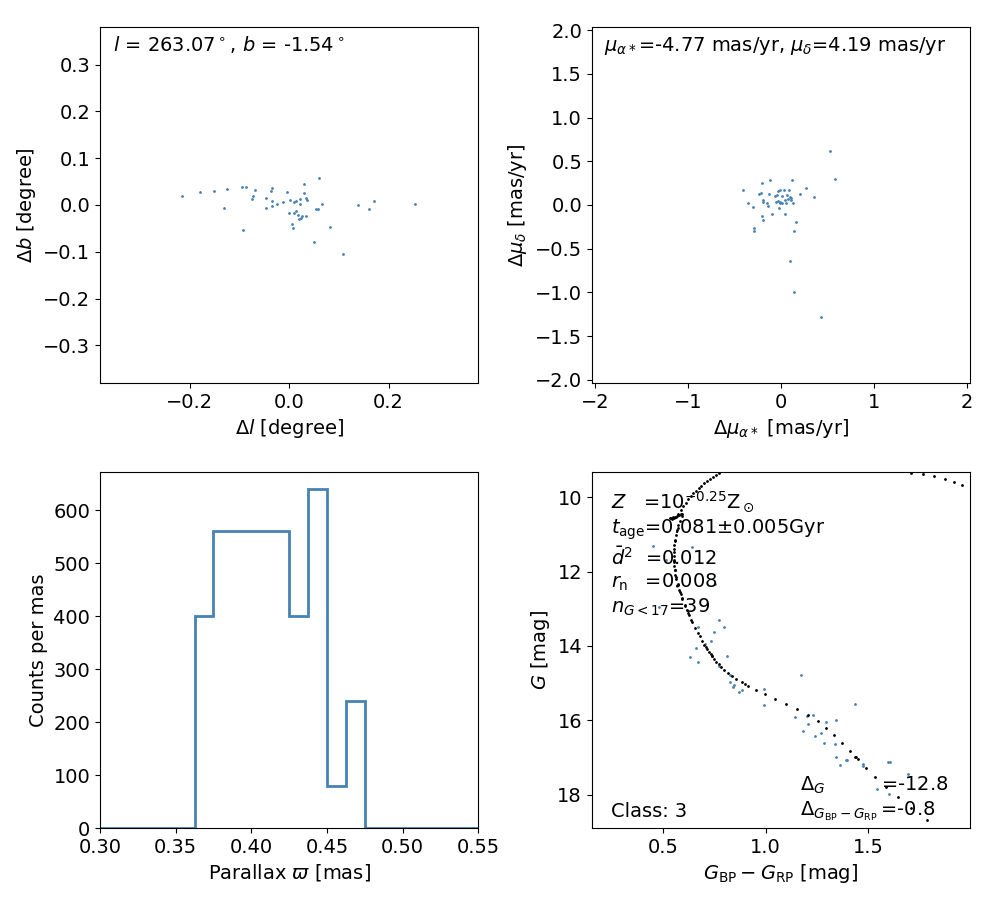 l = 263.07°, b = -1.54°
0.3
0.2
0.1
0.0
−0.1
−0.2
−0.3
Δb [degree]
−0.2 0.0 0.2
Δl [degree]
μα*=-4.77 mas/yr, μδ=4.19 mas/yr
2.0
1.5
1.0
0.5
0.0
−0.5
−1.0
−1.5
−2.0
Δμδ [mas/yr]
−2 −1 0 1 2
Δμα* [mas/yr]
600
500
400
300
200
100
0
Counts per mas
0.30 0.35 0.40 0.45 0.50 0.55
Parallax ϖ [mas]
Z =10^−0.25 Z⊙
tage=0.081±0.005Gyr
d̄² =0.012
rn =0.008
nG<17=39
10
12
14
16
18
G [mag]
ΔG =-12.8
Class: 3
ΔGBP−GRP=-0.8
0.5 1.0 1.5
GBP − GRP [mag]